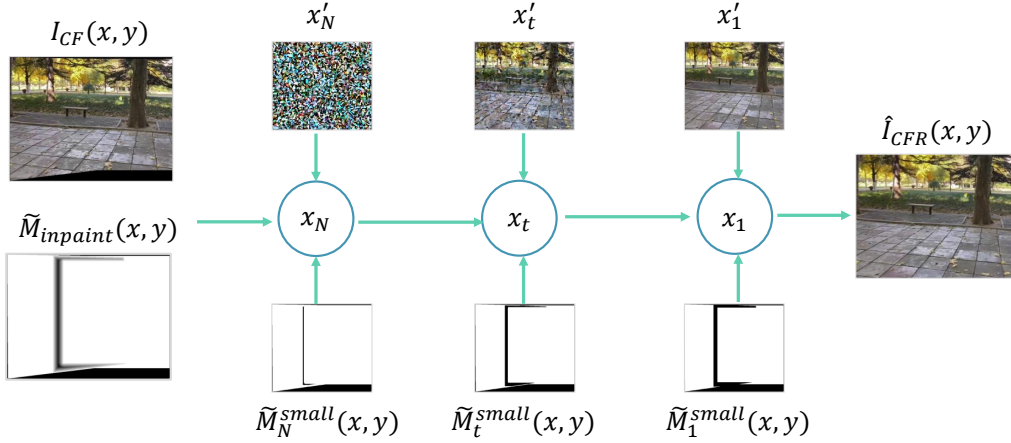 I_{CF}(x, y)
x'_N
x'_t
x'_1
Î_{CFR}(x, y)
x_N
x_t
x_1
M̃_{inpaint}(x, y)
M̃_N^{small}(x, y)
M̃_t^{small}(x, y)
M̃_1^{small}(x, y)